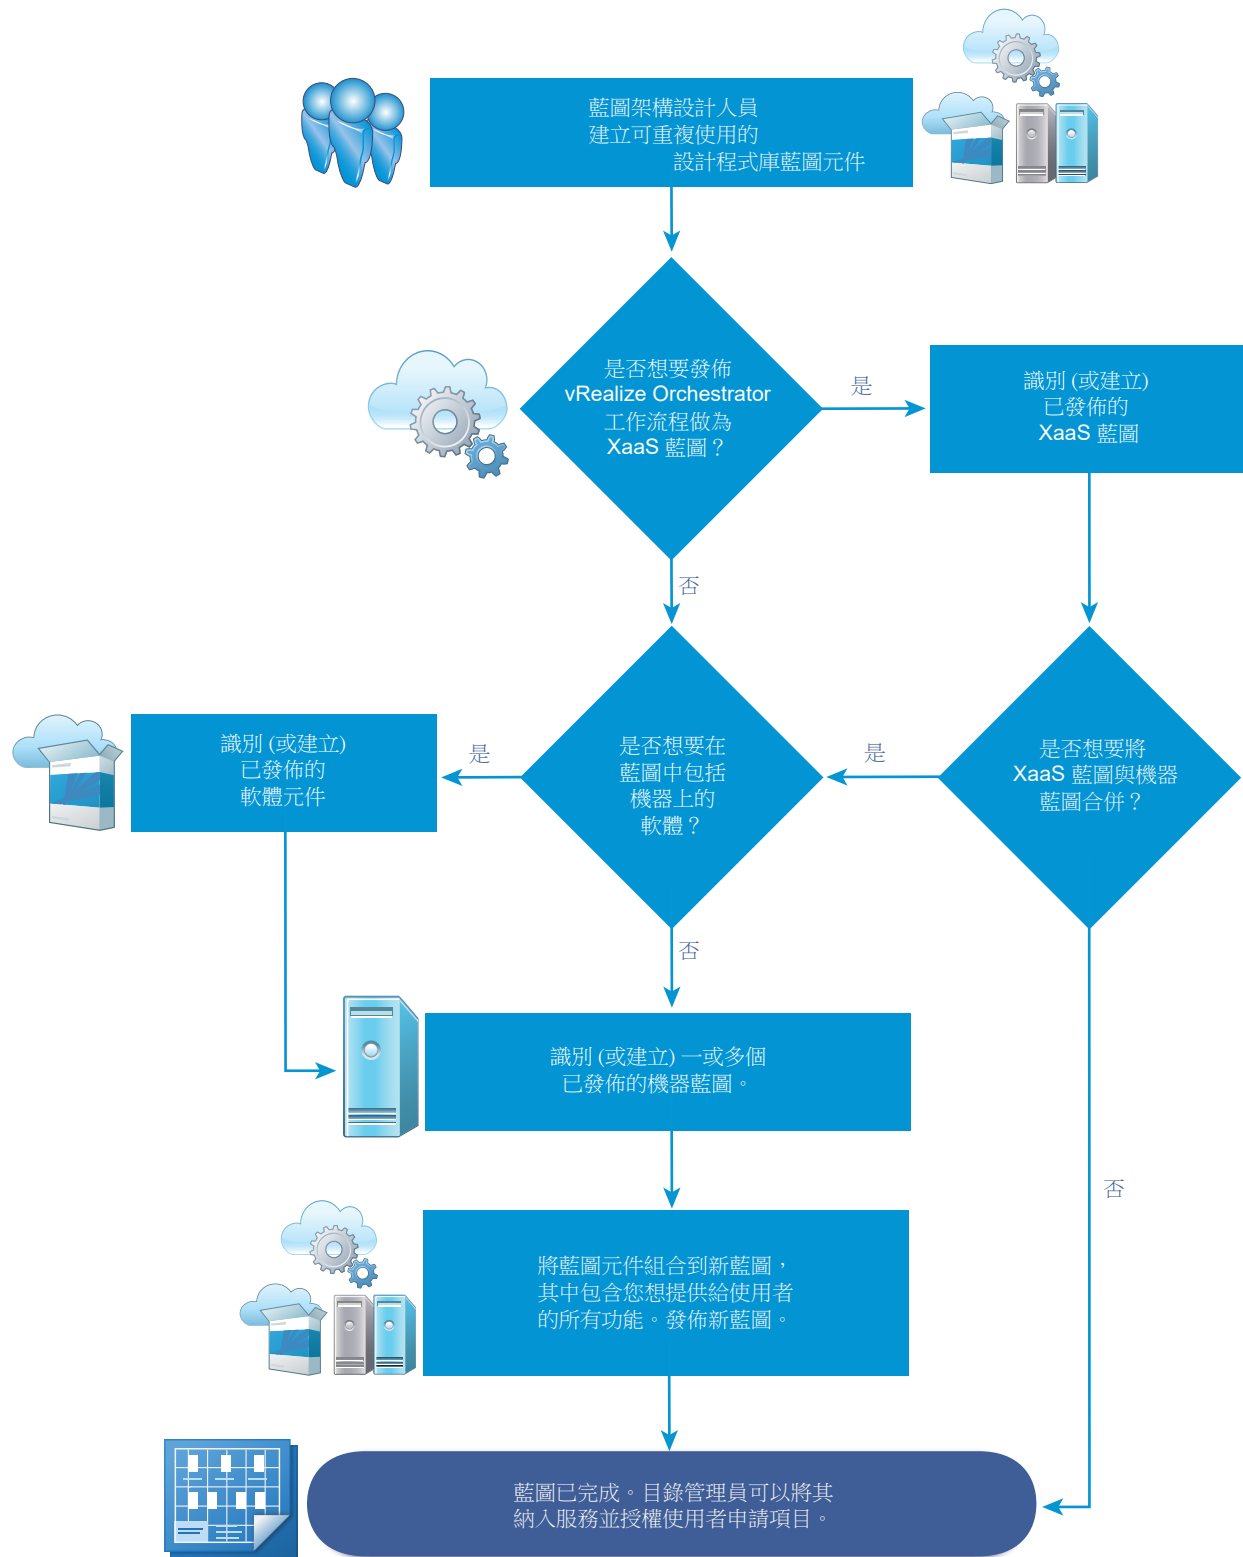 藍圖架構設計人員
建立可重複使用的
設計程式庫藍圖元件
是否想要發佈
vRealize Orchestrator
工作流程做為
XaaS 藍圖？
是
識別 (或建立)
已發佈的
XaaS 藍圖
否
識別 (或建立)
已發佈的
軟體元件
是
是否想要在
藍圖中包括
機器上的
軟體？
是
是否想要將
XaaS 藍圖與機器
藍圖合併？
否
識別 (或建立) 一或多個
已發佈的機器藍圖。
否
將藍圖元件組合到新藍圖，
其中包含您想提供給使用者
的所有功能。發佈新藍圖。
藍圖已完成。目錄管理員可以將其
納入服務並授權使用者申請項目。